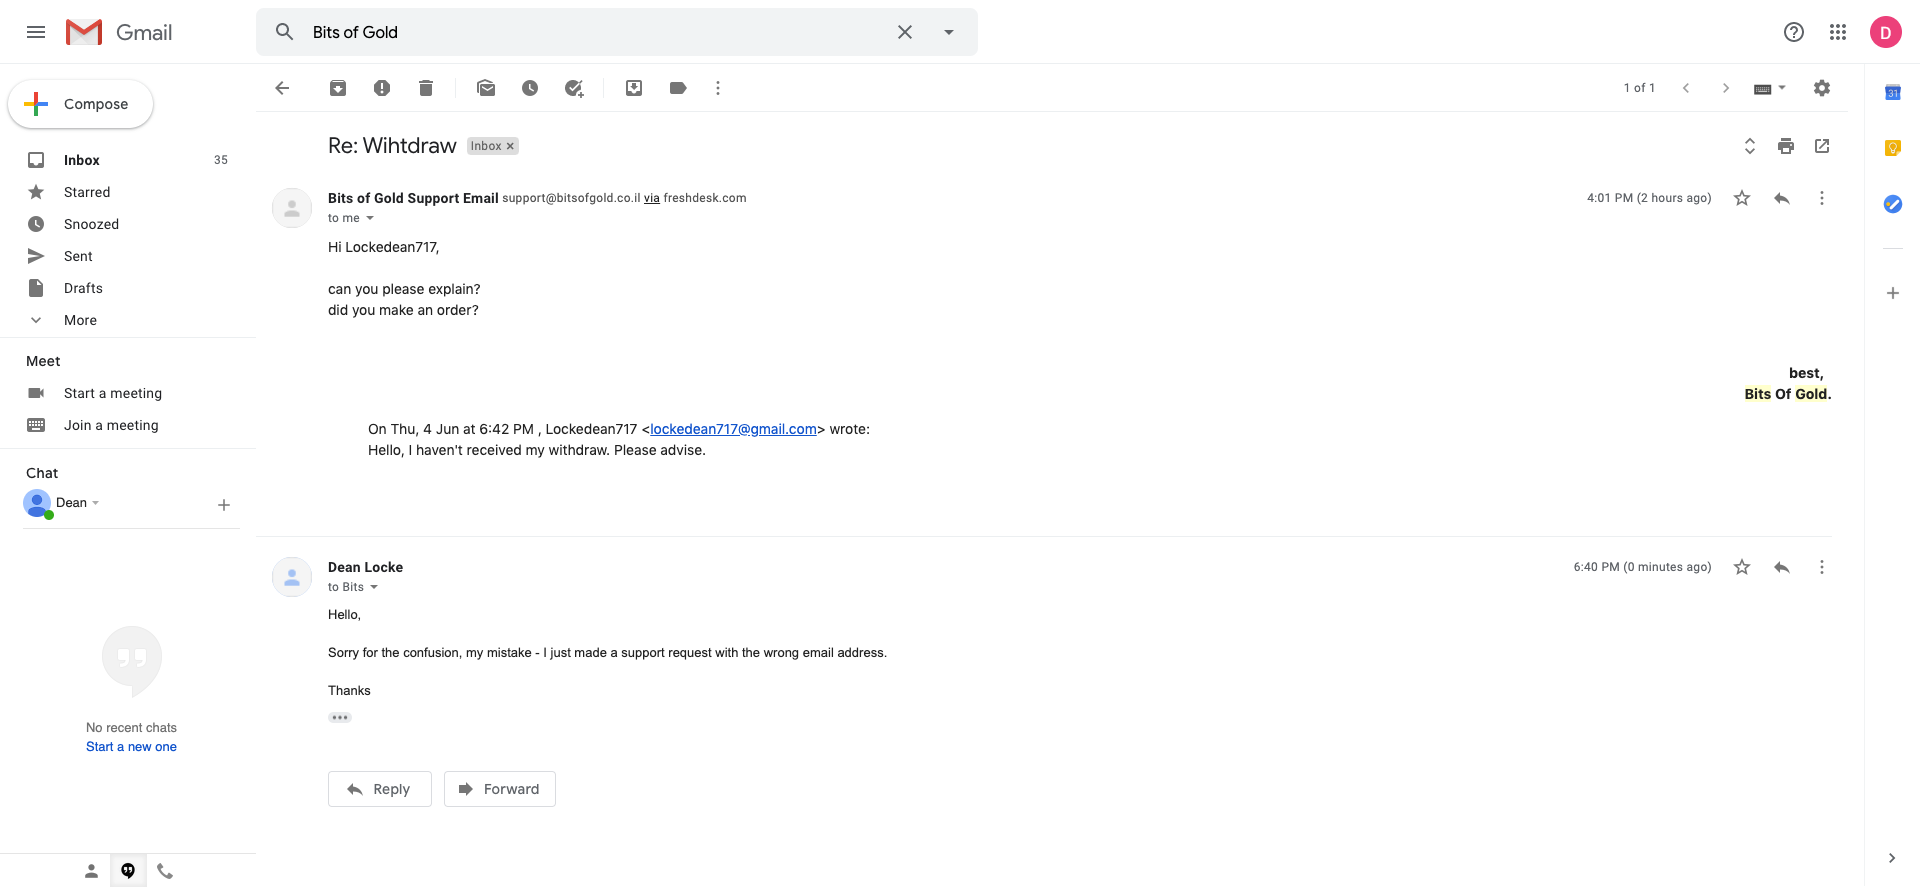 Gmail
Bits of Gold
D
Compose
1 of 1
31
Inbox 35
Starred
Snoozed
Sent
Drafts
More
Meet
Start a meeting
Join a meeting
Chat
Dean
No recent chats
Start a new one
Re: Wihtdraw Inbox
Bits of Gold Support Email support@bitsofgold.co.il via freshdesk.com 4:01 PM (2 hours ago)
to me
Hi Lockedean717,
can you please explain?
did you make an order?
best,
Bits Of Gold.
On Thu, 4 Jun at 6:42 PM , Lockedean717 <lockedean717@gmail.com> wrote:
Hello, I haven't received my withdraw. Please advise.
Dean Locke 6:40 PM (0 minutes ago)
to Bits
Hello,
Sorry for the confusion, my mistake - I just made a support request with the wrong email address.
Thanks
Reply Forward